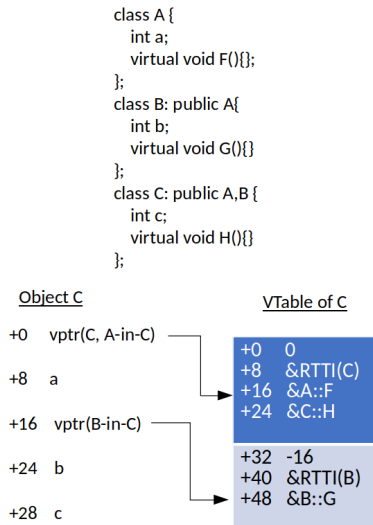 class A {
int a;
virtual void F(){};
};
class B: public A{
int b;
virtual void G(){}
};
class C: public A,B {
int c;
virtual void H(){}
};
Object C
VTable of C
+0 vptr(C, A-in-C)
+8 a
+16 vptr(B-in-C)
+24 b
+28 c
+0 0
+8 &RTTI(C)
+16 &A::F
+24 &C::H
+32 -16
+40 &RTTI(B)
+48 &B::G